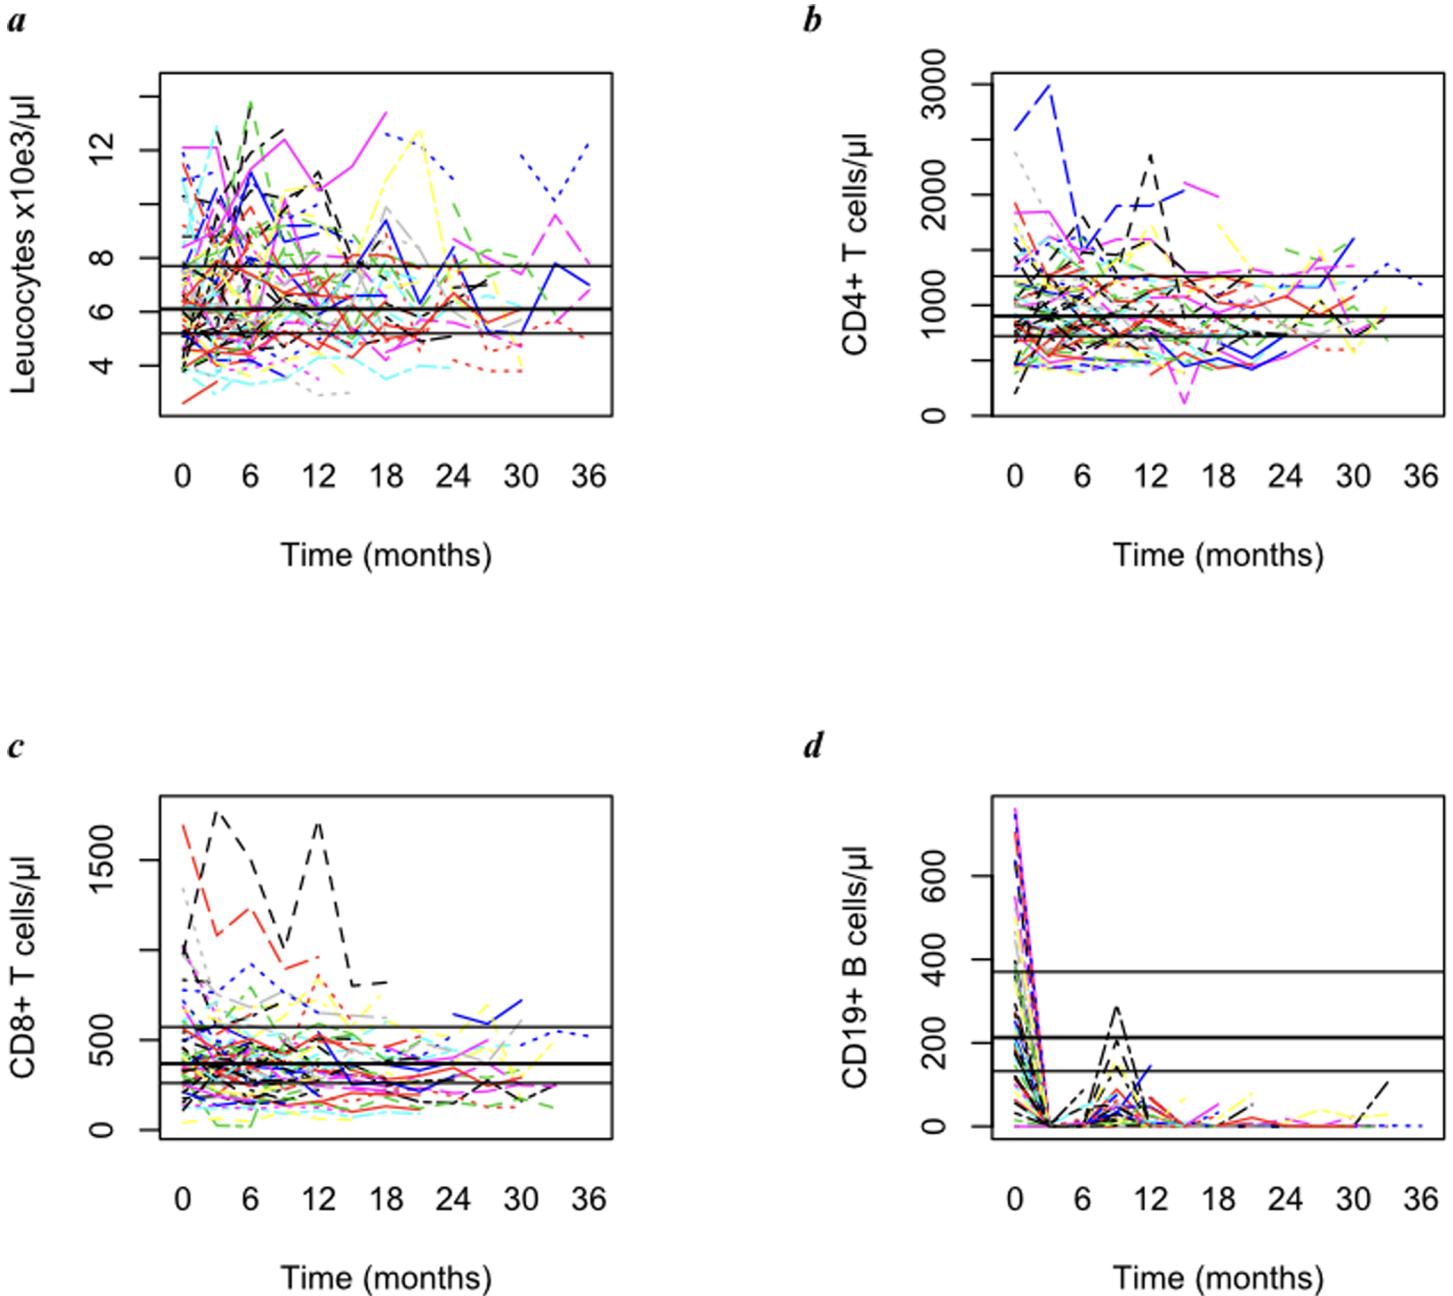 a
b
Leucocytes x10e3/µl
12
8
6
4
0 6 12 18 24 30 36
Time (months)
CD4+ T cells/µl
3000
2000
1000
0
0 6 12 18 24 30 36
Time (months)
c
d
CD8+ T cells/µl
1500
500
0
0 6 12 18 24 30 36
Time (months)
CD19+ B cells/µl
600
400
200
0
0 6 12 18 24 30 36
Time (months)